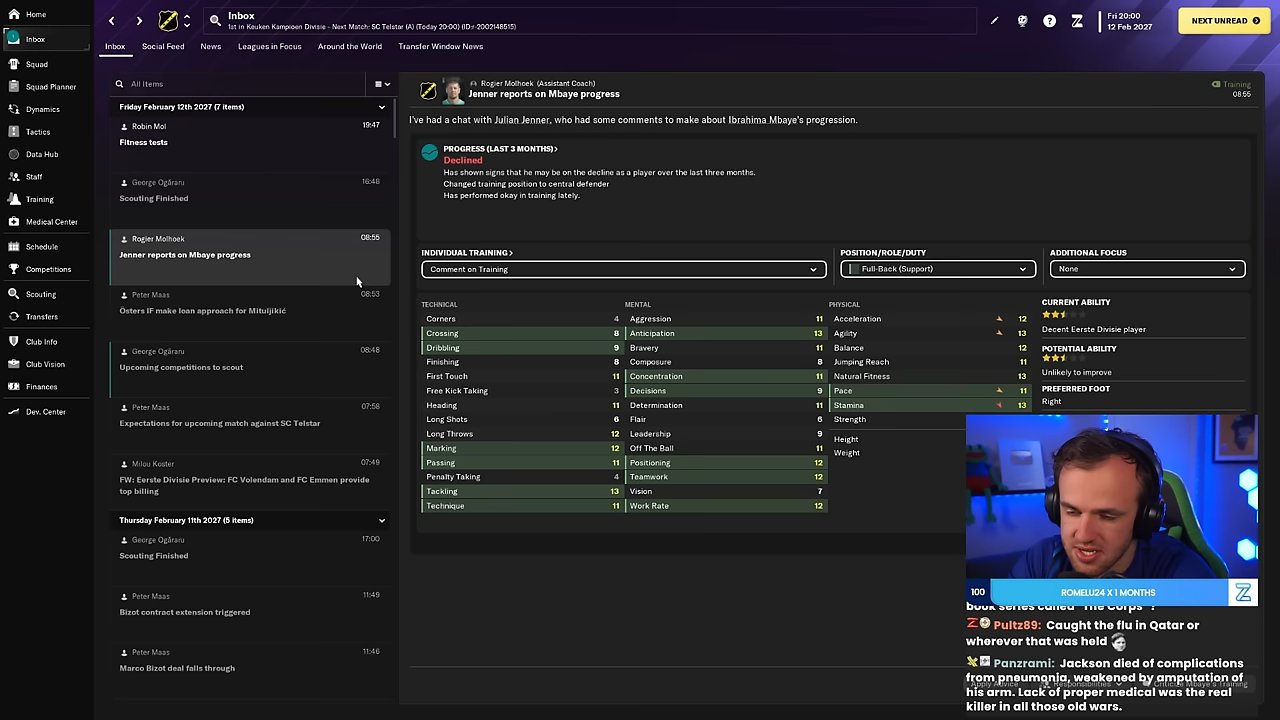 Home
Inbox
Squad
Squad Planner
Dynamics
Tactics
Data Hub
Staff
Training
Medical Center
Schedule
Competitions
Scouting
Transfers
Club Info
Club Vision
Finances
Dev. Center
Inbox
1st in Keuken Kampioen Divisie - Next Match: SC Telstar (A) (Today 20:00) (ID:r-2002148515)
Fri 20:00
12 Feb 2027
NEXT UNREAD
Inbox Social Feed News Leagues in Focus Around the World Transfer Window News
All Items
Friday February 12th 2027 (7 items)
Robin Mol 19:47
Fitness tests
George Ogăraru 16:48
Scouting Finished
Rogier Molhoek 08:55
Jenner reports on Mbaye progress
Peter Maas 08:53
Östers IF make loan approach for Mituljikić
George Ogăraru 08:48
Upcoming competitions to scout
Peter Maas 07:58
Expectations for upcoming match against SC Telstar
Milou Koster 07:49
FW: Eerste Divisie Preview: FC Volendam and FC Emmen provide
top billing
Thursday February 11th 2027 (5 items)
George Ogăraru 17:00
Scouting Finished
Peter Maas 11:49
Bizot contract extension triggered
Peter Maas 11:46
Marco Bizot deal falls through
Rogier Molhoek (Assistant Coach)
Jenner reports on Mbaye progress
Training
08:55
I've had a chat with Julian Jenner, who had some comments to make about Ibrahima Mbaye's progression.
PROGRESS (LAST 3 MONTHS)>
Declined
Has shown signs that he may be on the decline as a player over the last three months.
Changed training position to central defender
Has performed okay in training lately.
INDIVIDUAL TRAINING> POSITION/ROLE/DUTY ADDITIONAL FOCUS
Comment on Training Full-Back (Support) None
TECHNICAL MENTAL PHYSICAL
Corners 4 Aggression 11 Acceleration 12
Crossing 8 Anticipation 13 Agility 13
Dribbling 9 Bravery 11 Balance 12
Finishing 8 Composure 8 Jumping Reach 11
First Touch 11 Concentration 11 Natural Fitness 13
Free Kick Taking 3 Decisions 9 Pace 11
Heading 11 Determination 11 Stamina 13
Long Shots 6 Flair 6 Strength
Long Throws 12 Leadership 9
Marking 12 Off The Ball 11
Passing 11 Positioning 12
Penalty Taking 4 Teamwork 12
Tackling 13 Vision 7
Technique 11 Work Rate 12
Height
Weight
CURRENT ABILITY
Decent Eerste Divisie player
POTENTIAL ABILITY
Unlikely to improve
PREFERRED FOOT
Right
100 ROMELU24 X 1 MONTHS Z
book series called "The Corps"?
Pultz89: Caught the flu in Qatar or
wherever that was held
Panzrami: Jackson died of complications
from pneumonia, weakened by amputation of
his arm. Lack of proper medical was the real
killer in all those old wars.